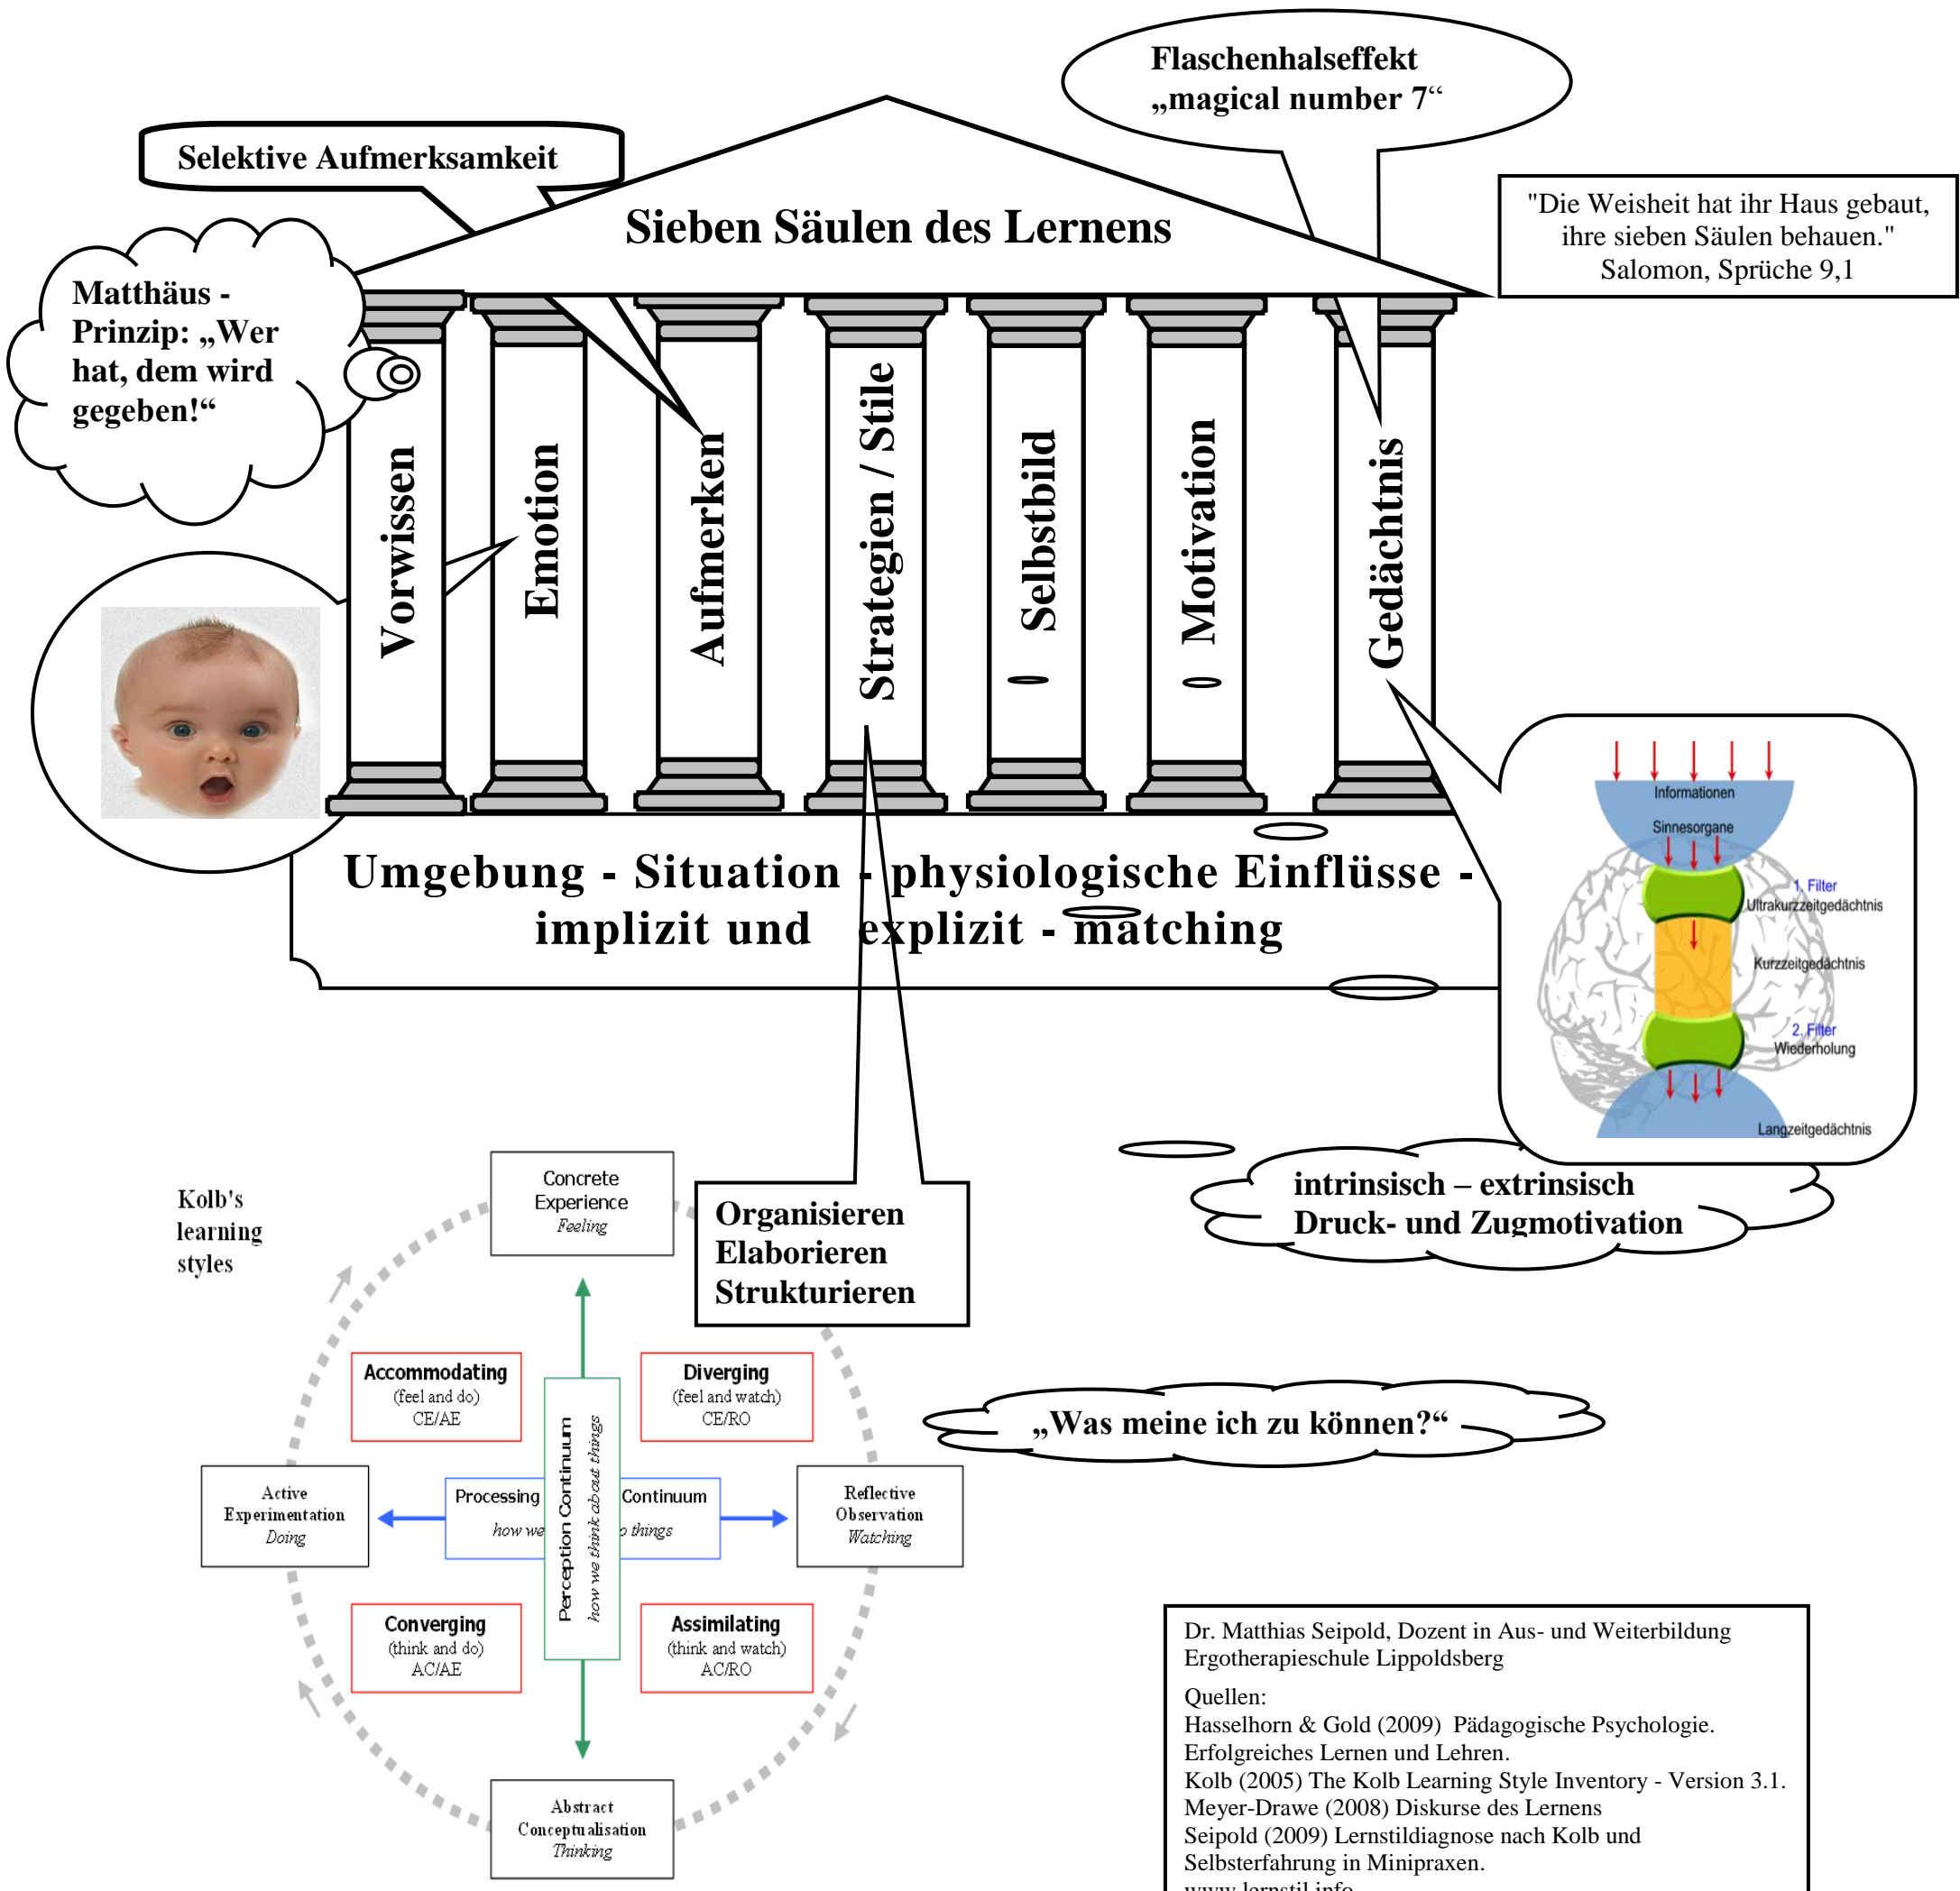 Flaschenhalseffekt
„magical number 7“
Selektive Aufmerksamkeit
Sieben Säulen des Lernens
"Die Weisheit hat ihr Haus gebaut,
ihre sieben Säulen behauen."
Salomon, Sprüche 9,1
Matthäus -
Prinzip: „Wer
hat, dem wird
gegeben!“
Vorwissen
Emotion
Aufmerken
Strategien / Stile
Selbstbild
Motivation
Gedächtnis
Umgebung - Situation - physiologische Einflüsse -
implizit und explizit - matching
Informationen
Sinnesorgane
1. Filter
Ultrakurzzeitgedächtnis
Kurzzeitgedächtnis
2. Filter
Wiederholung
Langzeitgedächtnis
intrinsisch – extrinsisch
Druck- und Zugmotivation
Organisieren
Elaborieren
Strukturieren
„Was meine ich zu können?“
Kolb's
learning
styles
Concrete
Experience
Feeling
Accommodating
(feel and do)
CE/AE
Diverging
(feel and watch)
CE/RO
Active
Experimentation
Doing
Processing Continuum
how we things
Perception Continuum
how we think about things
Reflective
Observation
Watching
Converging
(think and do)
AC/AE
Assimilating
(think and watch)
AC/RO
Abstract
Conceptualisation
Thinking
Dr. Matthias Seipold, Dozent in Aus- und Weiterbildung
Ergotherapieschule Lippoldsberg
Quellen:
Hasselhorn & Gold (2009) Pädagogische Psychologie.
Erfolgreiches Lernen und Lehren.
Kolb (2005) The Kolb Learning Style Inventory - Version 3.1.
Meyer-Drawe (2008) Diskurse des Lernens
Seipold (2009) Lernstildiagnose nach Kolb und
Selbsterfahrung in Minipraxen.
www.lernstil.info